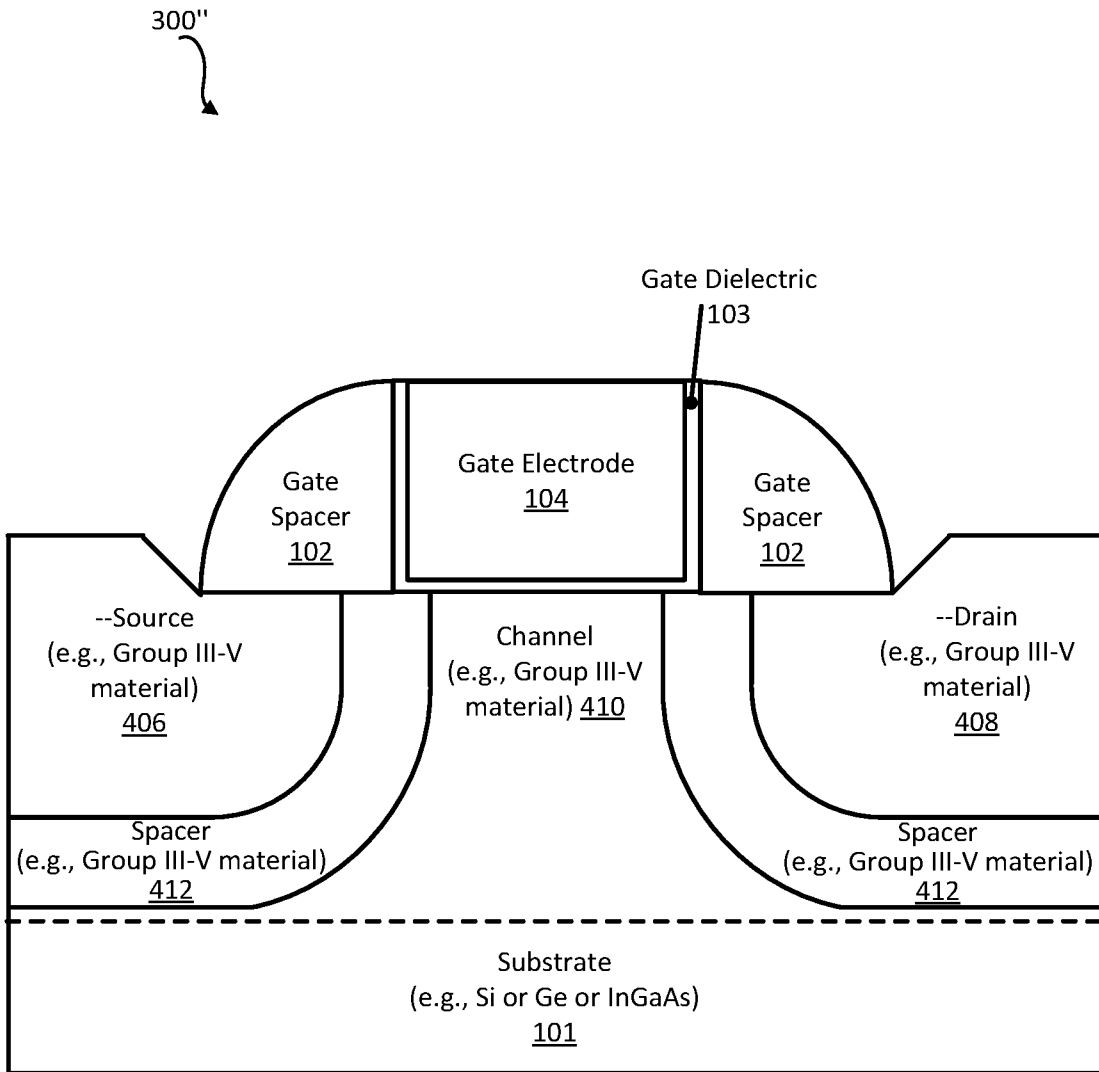 300"
Gate Dielectric
103
Gate Electrode
104
Gate
Spacer
102
Gate
Spacer
102
--Source
(e.g., Group III-V
material)
406
Channel
(e.g., Group III-V
material) 410
--Drain
(e.g., Group III-V
material)
408
Spacer
(e.g., Group III-V material)
412
Spacer
(e.g., Group III-V material)
412
Substrate
(e.g., Si or Ge or InGaAs)
101